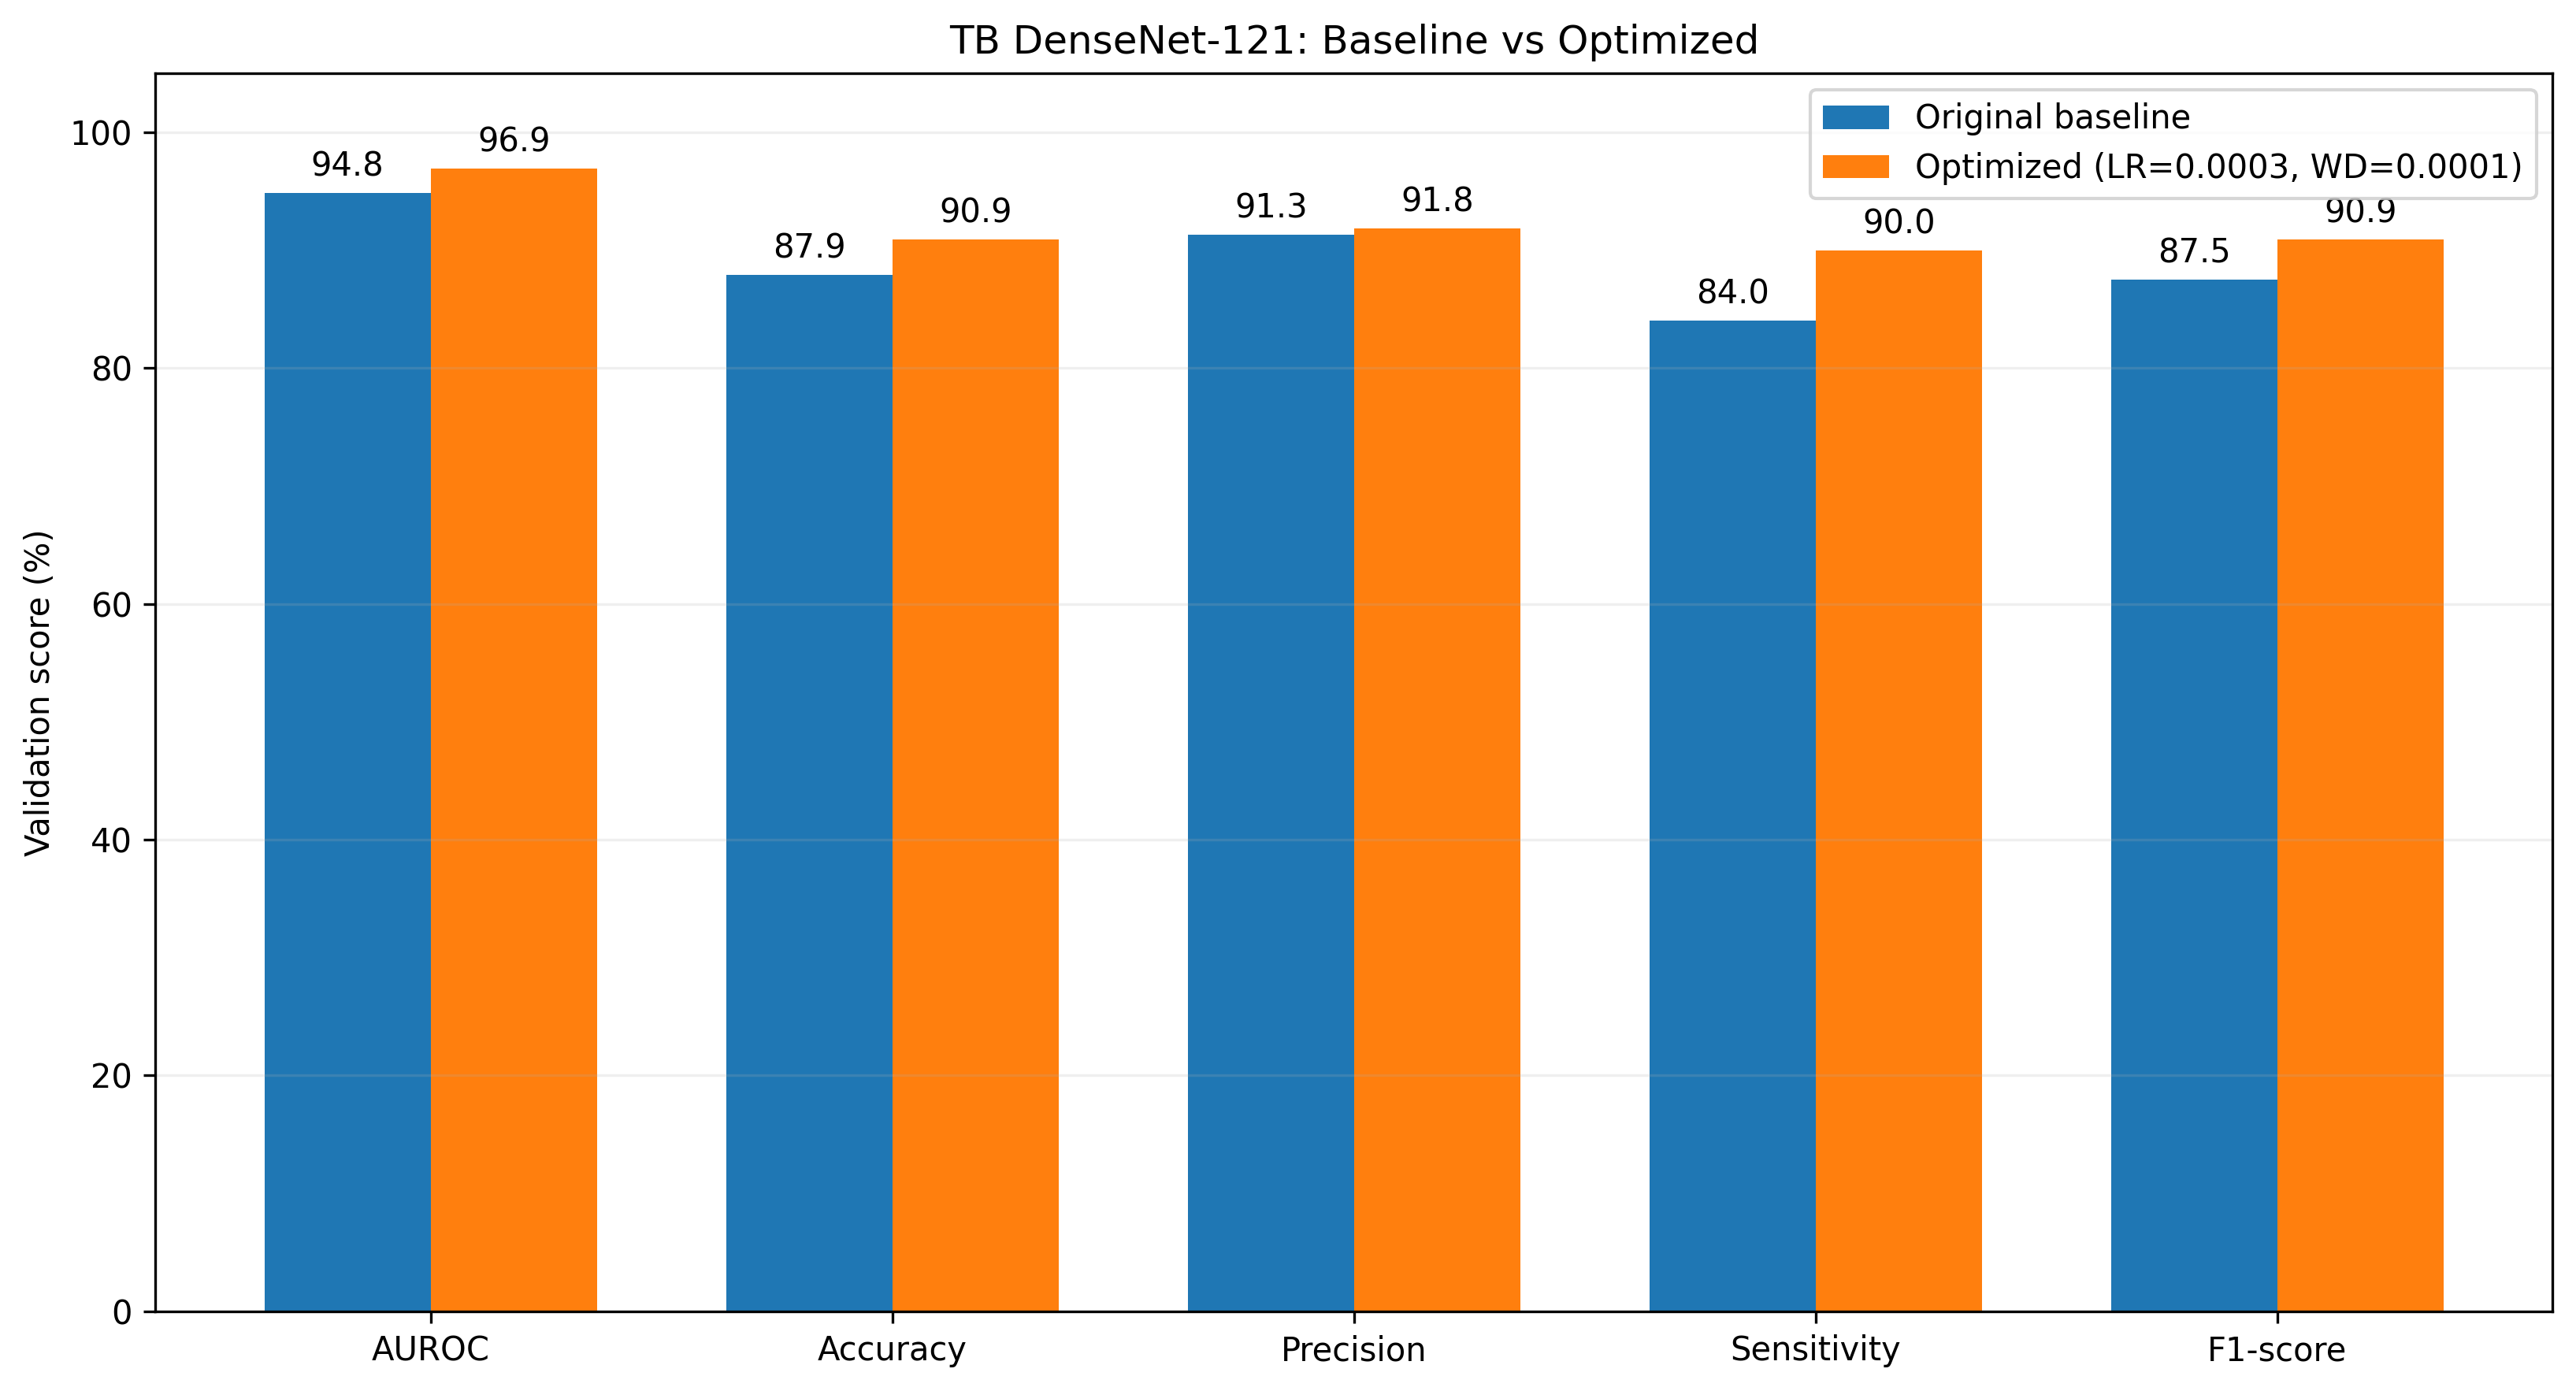 TB DenseNet-121: Baseline vs Optimized
Original baseline
Optimized (LR=0.0003, WD=0.0001)
Validation score (%)
100
80
60
40
20
0
94.8
96.9
87.9
90.9
91.3
91.8
84.0
90.0
87.5
90.9
AUROC
Accuracy
Precision
Sensitivity
F1-score